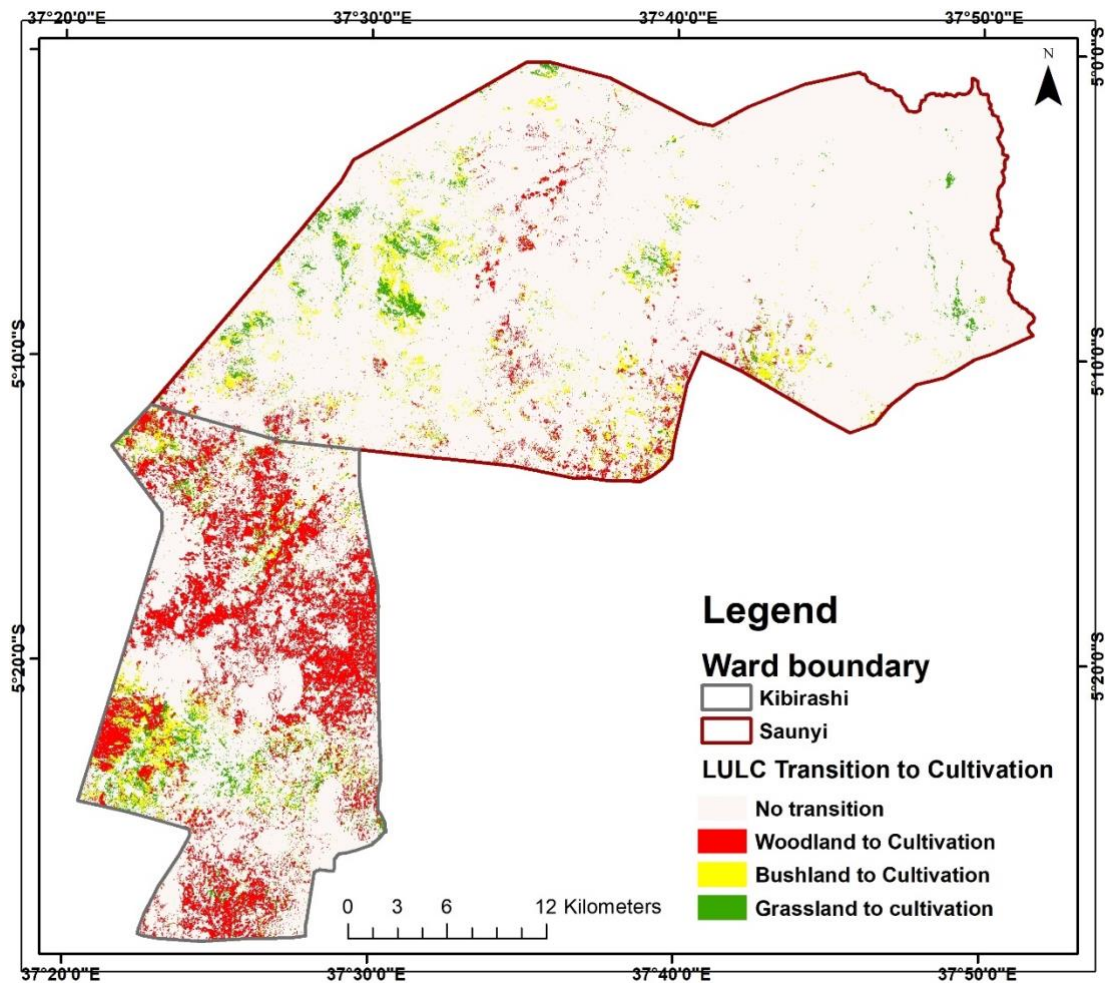 37°20'0"E 37°30'0"E 37°40'0"E 37°50'0"E
5°0'0"S
5°0'0"S
N
5°10'0"S
5°10'0"S
5°20'0"S
5°20'0"S
Legend
Ward boundary
Kibirashi
Saunyi
LULC Transition to Cultivation
No transition
Woodland to Cultivation
Bushland to Cultivation
Grassland to cultivation
0 3 6 12 Kilometers
37°20'0"E 37°30'0"E 37°40'0"E 37°50'0"E